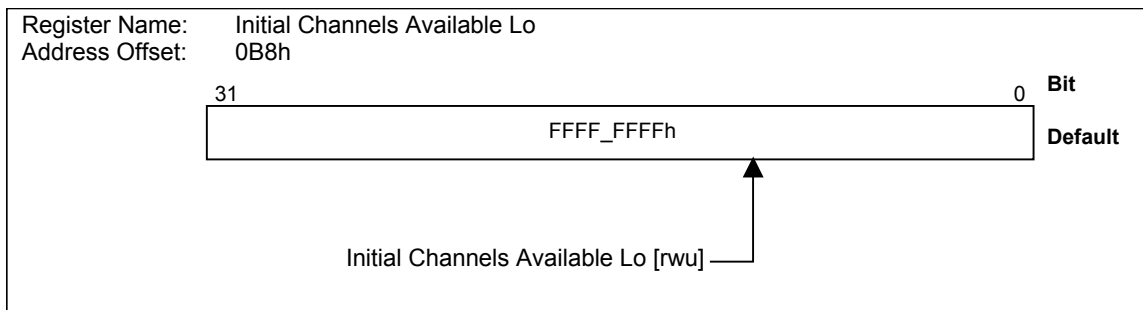 Register Name: Initial Channels Available Lo
Address Offset: 0B8h
31 0 Bit
FFFF_FFFFh Default
Initial Channels Available Lo [rwu]